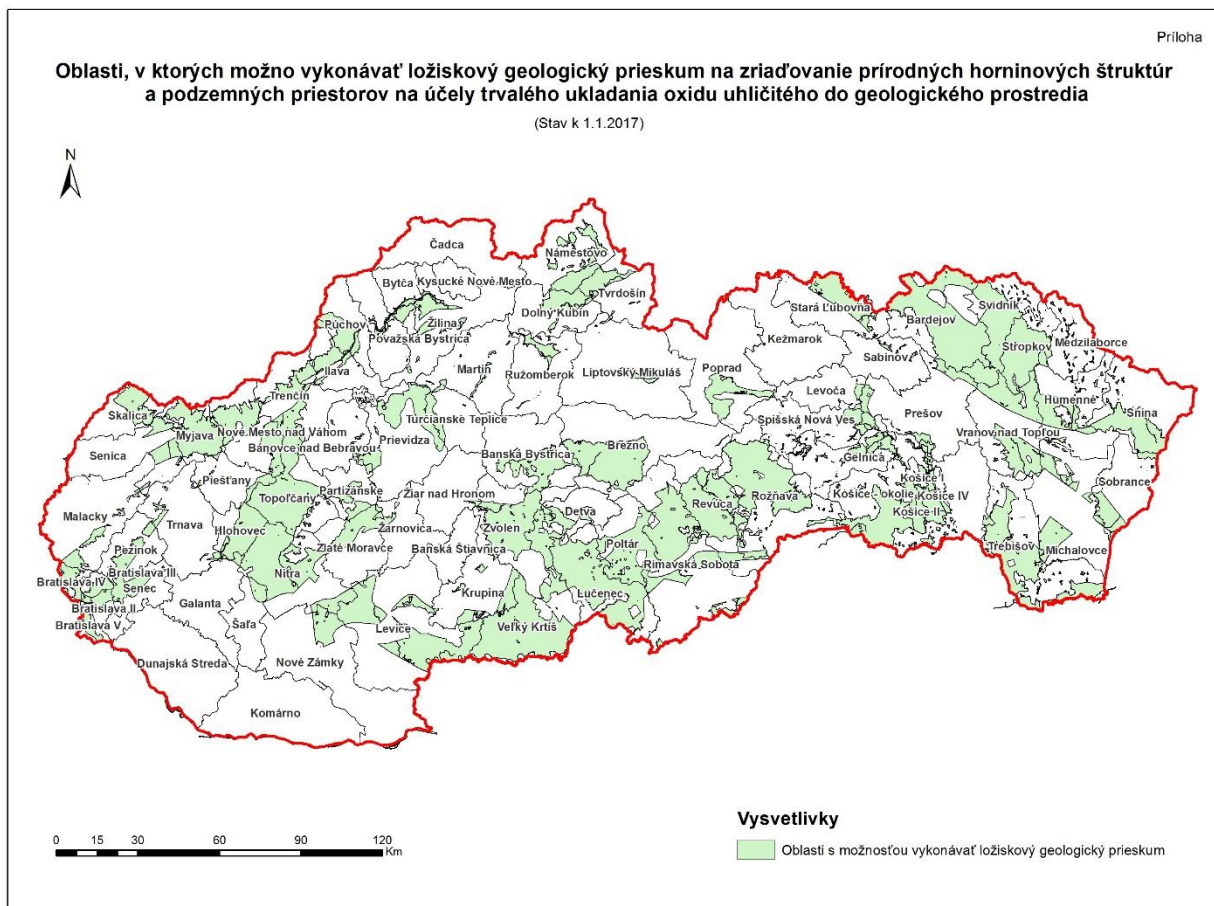 Príloha
Oblasti, v ktorých možno vykonávať ložiskový geologický prieskum na zriaďovanie prírodných horninových štruktúr
a podzemných priestorov na účely trvalého ukladania oxidu uhličitého do geologického prostredia
(Stav k 1.1.2017)
N
Čadca
Námestovo
Bytča
Kysucké Nové Mesto
Tvrdošín
Dolný Kubín
Stará Ľubovňa
Svidník
Bardejov
Púchov
Žilina
Považská Bystrica
Kežmarok
Sabinov
Stropkov
Medzilaborce
Ilava
Martin
Ružomberok
Liptovský Mikuláš
Poprad
Levoča
Trenčín
Prešov
Humenné
Snina
Skalica
Turčianske Teplice
Spišská Nová Ves
Myjava
Nové Mesto nad Váhom
Prievidza
Brezno
Vranov nad Topľou
Senica
Bánovce nad Bebravou
Banská Bystrica
Gelnica
Piešťany
Košice I
Sobrance
Topoľčany
Partizánske
Žiar nad Hronom
Revúca
Rožňava
Košice - okolie
Košice IV
Malacky
Trnava
Hlohovec
Žarnovica
Zvolen
Detva
Košice II
Pezinok
Zlaté Moravce
Banská Štiavnica
Poltár
Trebišov
Michalovce
Bratislava IV
Bratislava III
Nitra
Rimavská Sobota
Senec
Krupina
Lučenec
Bratislava II
Galanta
Bratislava V
Šaľa
Levice
Veľký Krtíš
Dunajská Streda
Nové Zámky
Komárno
Vysvetlivky
0 15 30 60 90 120
Km
Oblasti s možnosťou vykonávať ložiskový geologický prieskum